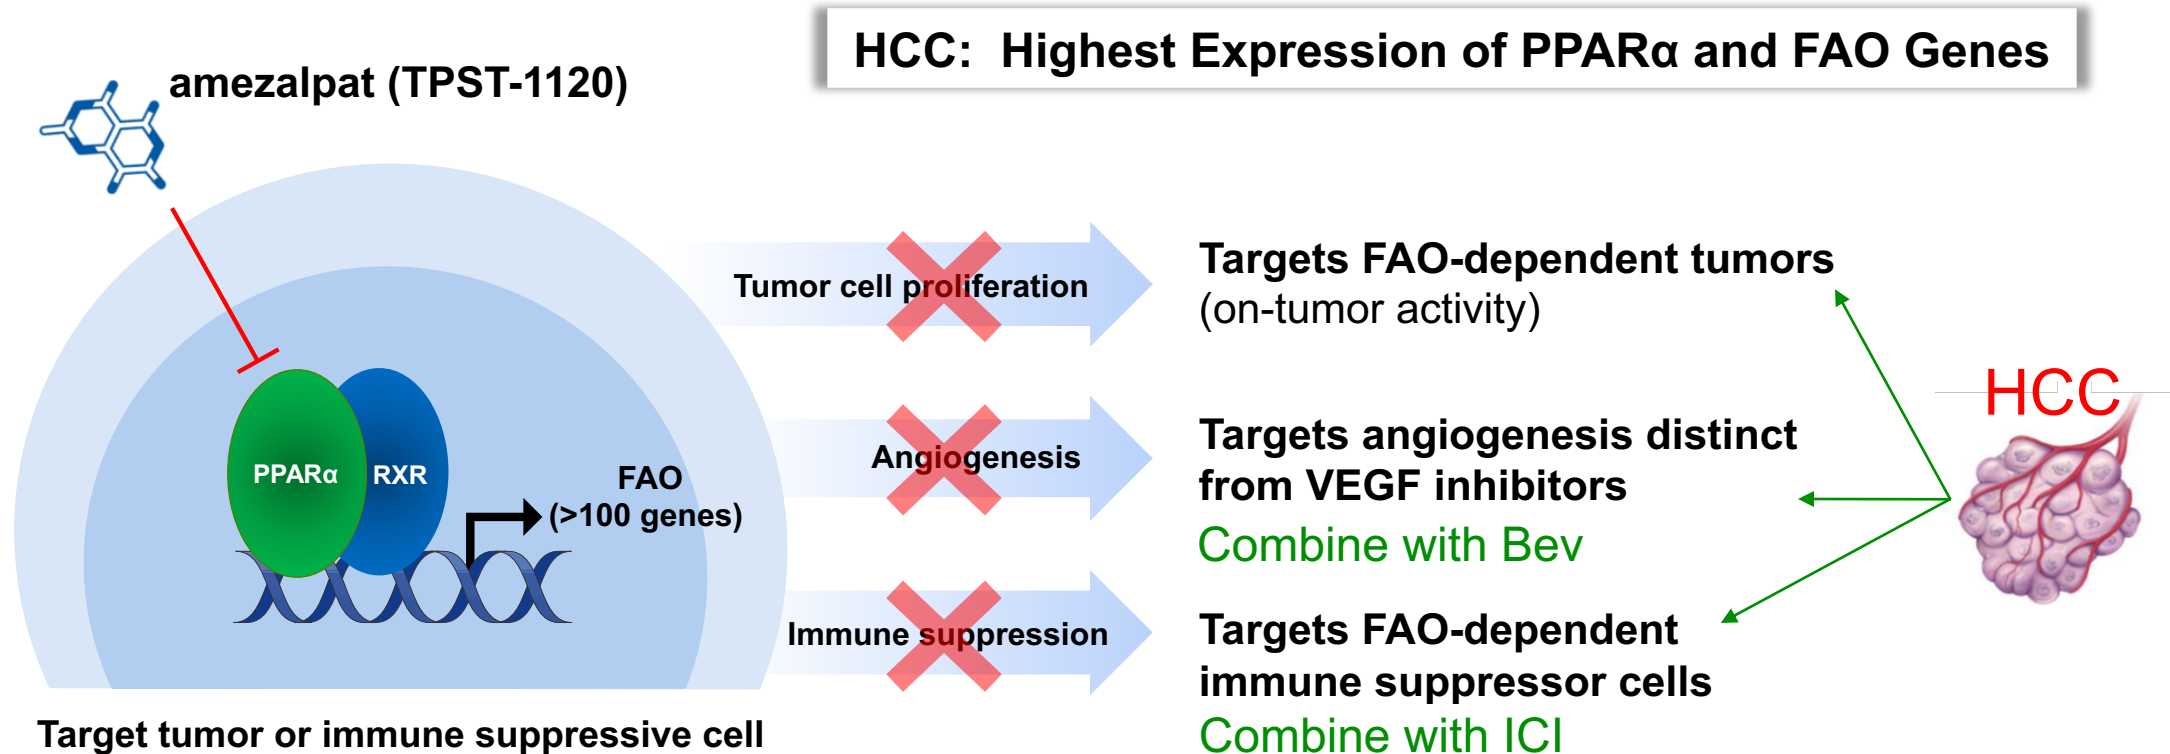 HCC: Highest Expression of PPARα and FAO Genes
amezalpat (TPST-1120)
PPARα
RXR
FAO
(>100 genes)
Target tumor or immune suppressive cell
Tumor cell proliferation
Angiogenesis
Immune suppression
Targets FAO-dependent tumors
(on-tumor activity)
Targets angiogenesis distinct
from VEGF inhibitors
Combine with Bev
Targets FAO-dependent
immune suppressor cells
Combine with ICI
HCC